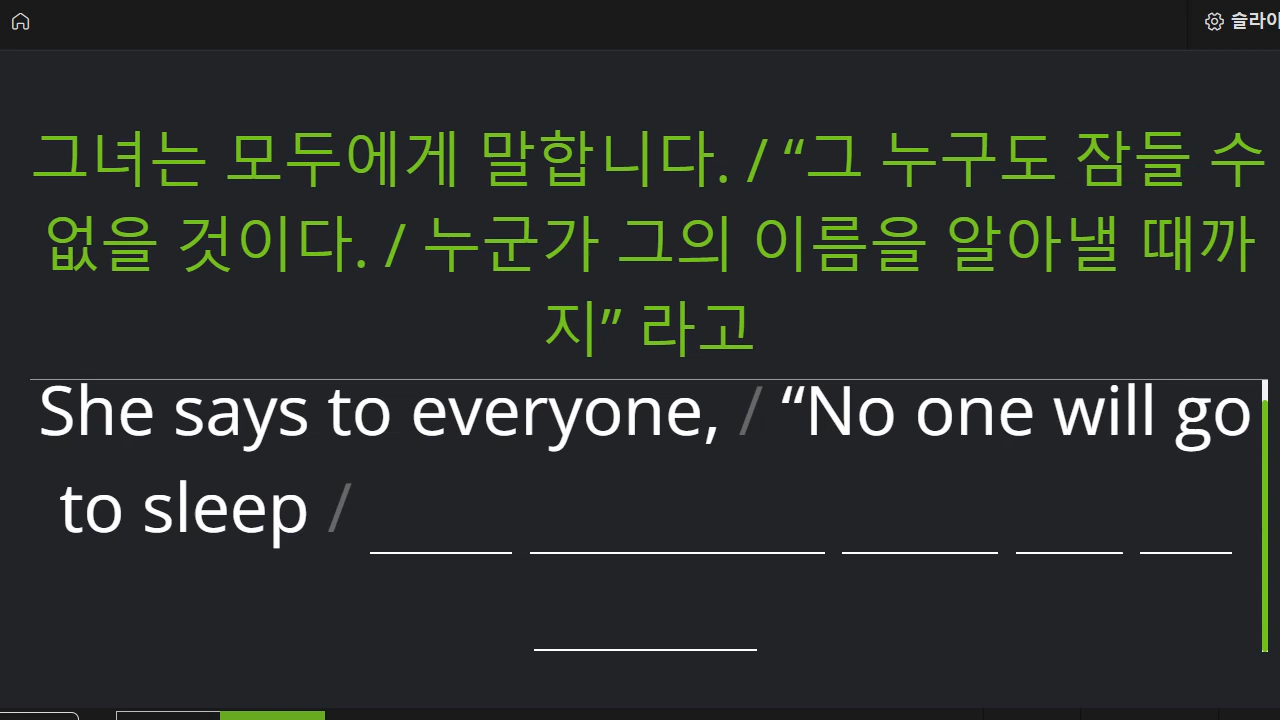 슬라이
그녀는 모두에게 말합니다. / “그 누구도 잠들 수
없을 것이다. / 누군가 그의 이름을 알아낼 때까
지” 라고
She says to everyone, / “No one will go
to sleep /